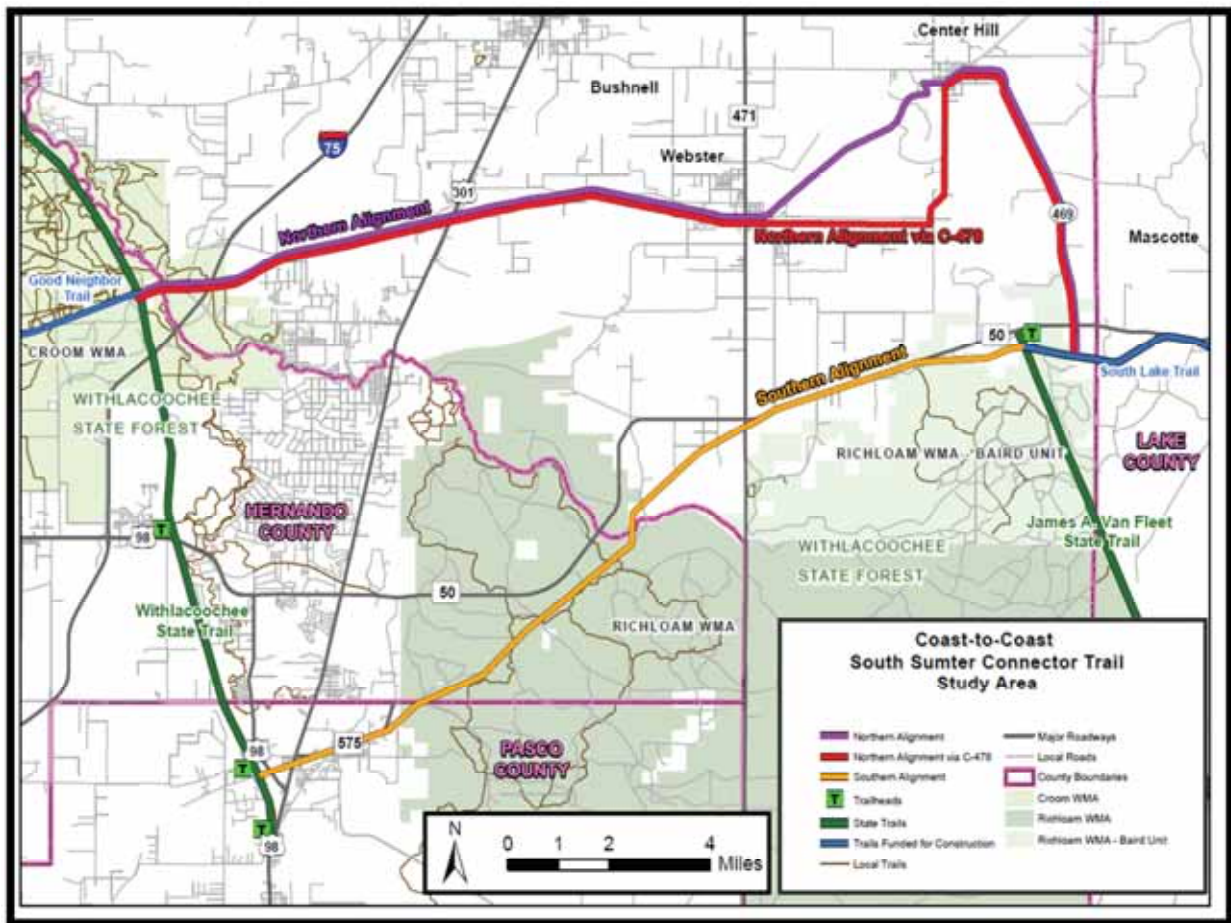 Center Hill
Bushnell
471
75
Webster
301
Northern Alignment
Northern Alignment via C-478
469
Mascotte
Good Neighbor
Trail
50
T
CROOM WMA
Southern Alignment
South Lake Trail
WITHLACOOCHEE
STATE FOREST
RICHLOAM WMA - BAIRD UNIT
LAKE
COUNTY
HERNANDO
COUNTY
T
98
James A. Van Fleet
State Trail
WITHLACOOCHEE
STATE FOREST
50
Withlacoochee
State Trail
RICHLOAM WMA
575
98
T
PASCO
COUNTY
T
98
N
0 1 2 4
Miles
Coast-to-Coast
South Sumter Connector Trail
Study Area
Northern Alignment
Northern Alignment via C-478
Southern Alignment
T Trailheads
State Trails
Trails Funded for Construction
Local Trails
Major Roadways
Local Roads
County Boundaries
Croom WMA
Richloam WMA
Richloam WMA - Baird Unit